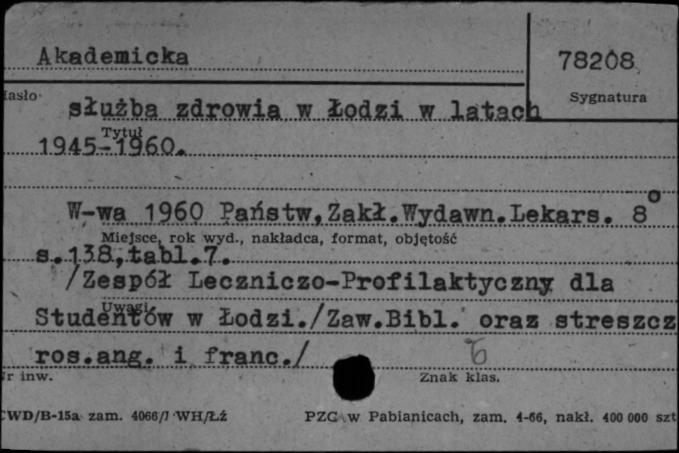 Akademicka
78208
Hasło
Sygnatura
służba zdrowia w Łodzi w latach
Tytuł
1945-1960.
W-wa 1960 Państw.Zakł.Wydawn.Lekars. 8°
Miejsce, rok wyd., nakładca, format, objętość
s.138,tabl.7.
/Zespół Leczniczo-Profilaktyczny dla
Uwagi
Studentów w Łodzi./Zaw.Bibl. oraz streszcz
ros.ang. i franc./
6
Nr inw.
Znak klas.
CWD/B-15a zam. 4066/I WH/Łź
PZG w Pabianicach, zam. 4-66, nakł. 400 000 szt